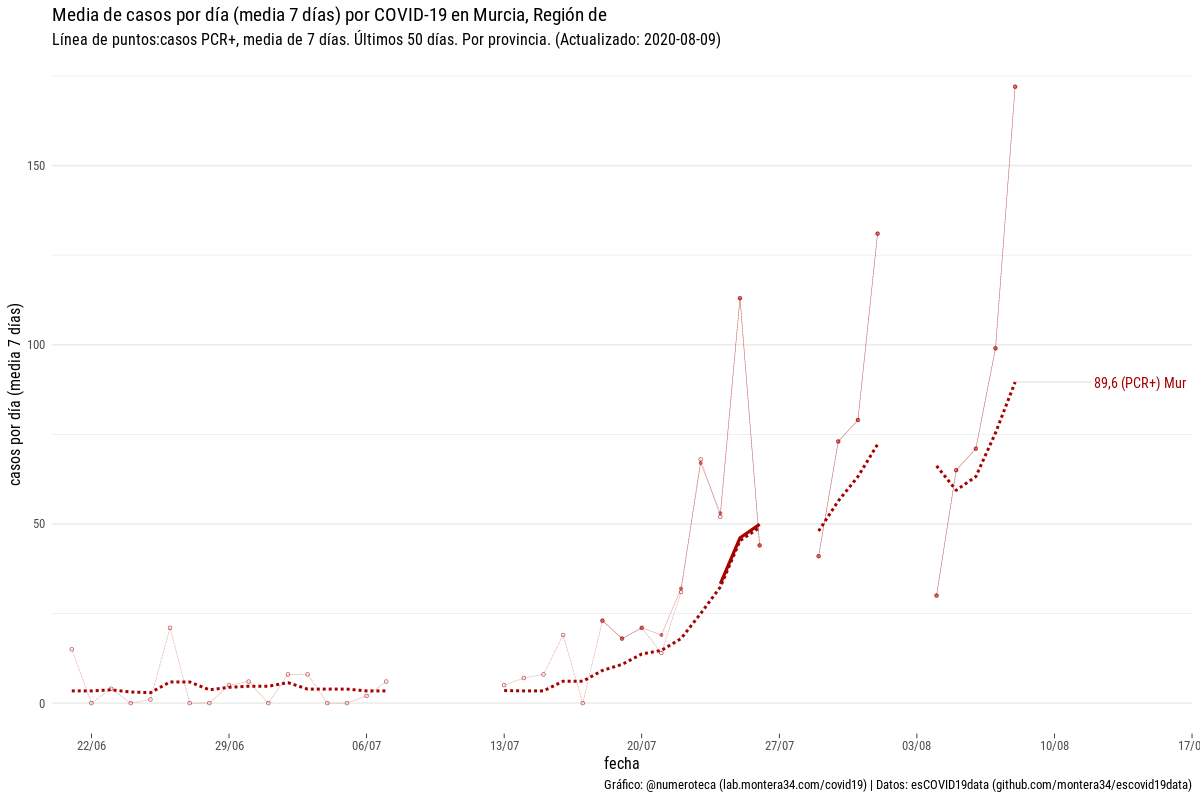 Media de casos por día (media 7 días) por COVID-19 en Murcia, Región de
Línea de puntos:casos PCR+, media de 7 días. Últimos 50 días. Por provincia. (Actualizado: 2020-08-09)
casos por día (media 7 días)
150
100
50
0
89,6 (PCR+) Mur
22/06
29/06
06/07
13/07
20/07
27/07
03/08
10/08
17/0
fecha
Gráfico: @numeroteca (lab.montera34.com/covid19) | Datos: esCOVID19data (github.com/montera34/escovid19data)